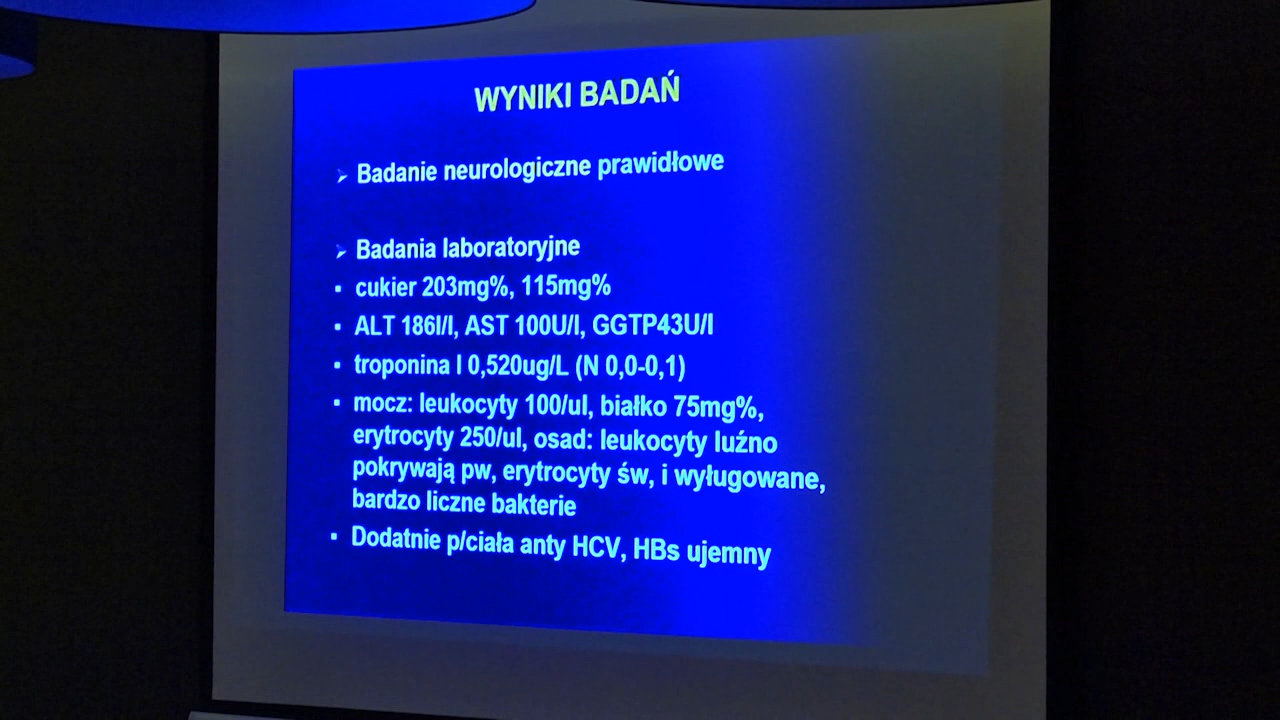 WYNIKI BADAŃ
➢ Badanie neurologiczne prawidłowe
➢ Badania laboratoryjne
▪ cukier 203mg%, 115mg%
▪ ALT 186I/l, AST 100U/l, GGTP43U/l
▪ troponina I 0,520ug/L (N 0,0-0,1)
▪ mocz: leukocyty 100/ul, białko 75mg%,
erytrocyty 250/ul, osad: leukocyty luźno
pokrywają pw, erytrocyty św, i wyługowane,
bardzo liczne bakterie
▪ Dodatnie p/ciała anty HCV, HBs ujemny